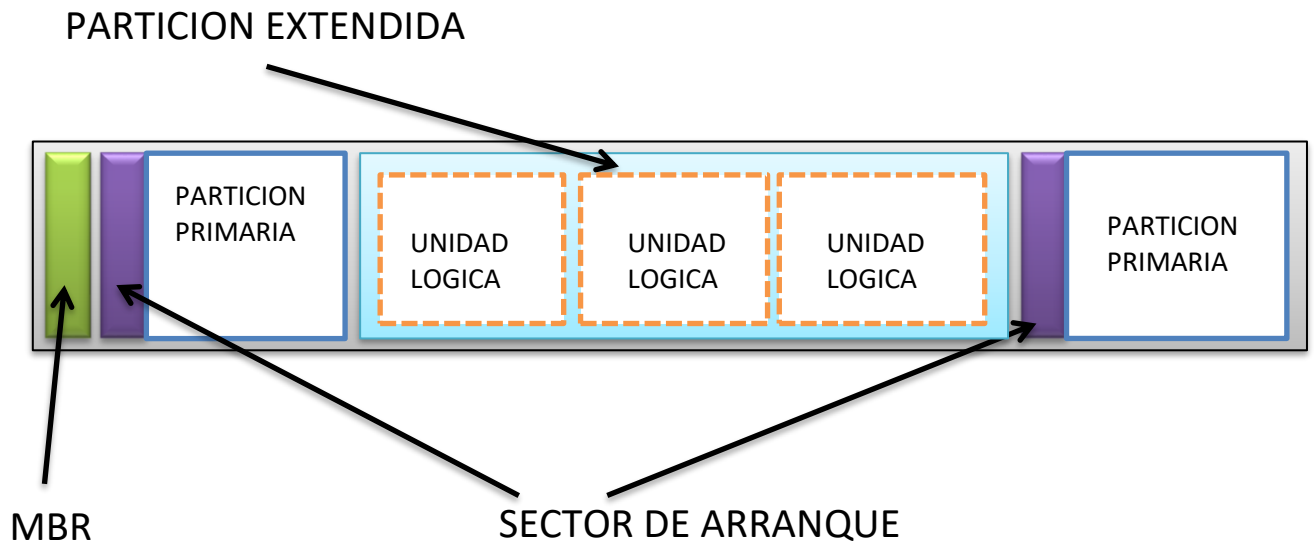 PARTICION EXTENDIDA
PARTICION
PRIMARIA
UNIDAD
LOGICA
UNIDAD
LOGICA
UNIDAD
LOGICA
PARTICION
PRIMARIA
MBR
SECTOR DE ARRANQUE